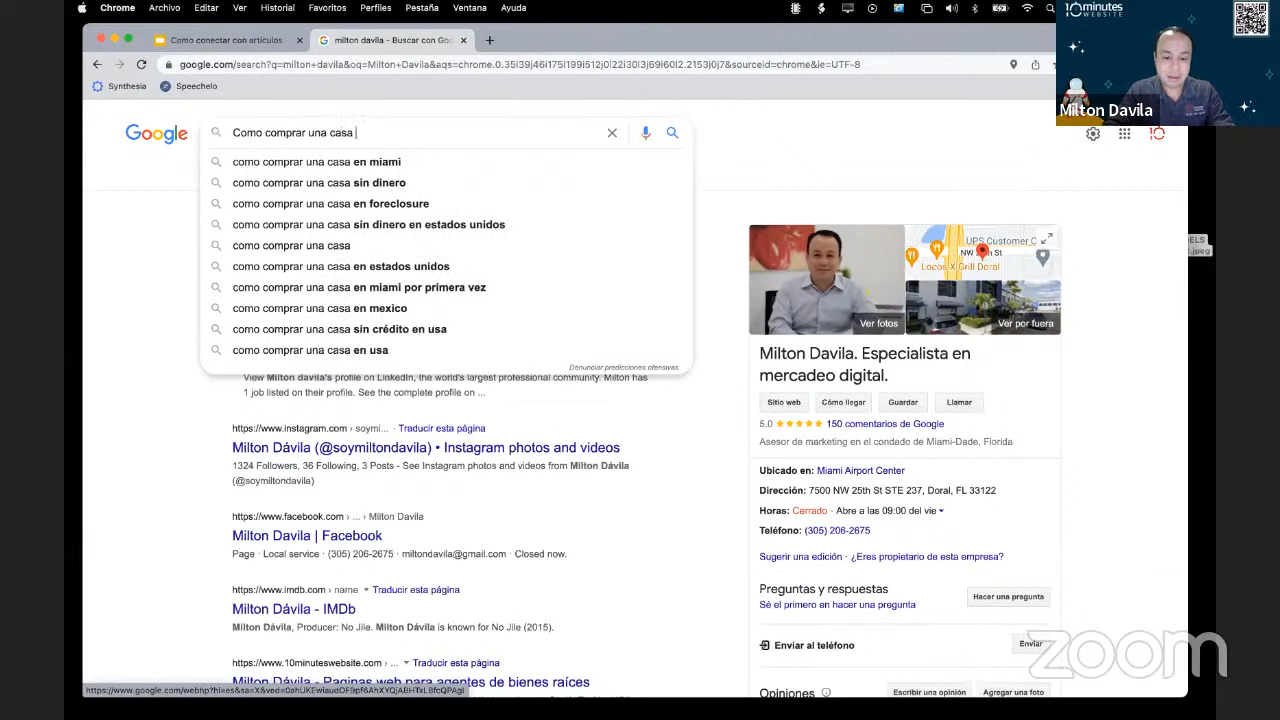 Chrome Archivo Editar Ver Historial Favoritos Perfiles Pestaña Ventana Ayuda
10minutes
WEBSITE
Milton Davila
Como conectar con artículos -
milton davila - Buscar con Goo
google.com/search?q=milton+davila&oq=Milton+Davila&aqs=chrome.0.35i39j46i175i199i512j0l22i30l3j69i60l2.2153j0j7&sourceid=chrome&ie=UTF-8
Synthesia
Speechelo
Google
Como comprar una casa
como comprar una casa en miami
como comprar una casa sin dinero
como comprar una casa en foreclosure
como comprar una casa sin dinero en estados unidos
como comprar una casa
como comprar una casa en estados unidos
como comprar una casa en miami por primera vez
como comprar una casa en mexico
como comprar una casa sin crédito en usa
como comprar una casa en usa
Denunciar predicciones ofensivas
View Milton davila's profile on LinkedIn, the world's largest professional community. Milton has
1 job listed on their profile. See the complete profile on ...
https://www.instagram.com › soymi... · Traducir esta página
Milton Dávila (@soymiltondavila) • Instagram photos and videos
1324 Followers, 36 Following, 3 Posts - See Instagram photos and videos from Milton Dávila
(@soymiltondavila)
https://www.facebook.com › ... › Milton Davila
Milton Davila | Facebook
Page · Local service · (305) 206-2675 · miltondavila@gmail.com · Closed now.
https://www.imdb.com › name Traducir esta página
Milton Dávila - IMDb
Milton Dávila, Producer: No Jile. Milton Dávila is known for No Jile (2015).
https://www.10minuteswebsite.com › ... Traducir esta página
Milton Davila - Paginas web para agentes de bienes raíces
UPS Customer C
Locos X Grill Doral
Ver fotos
Ver por fuera
Milton Davila. Especialista en
mercadeo digital.
Sitio web
Cómo llegar
Guardar
Llamar
5.0 150 comentarios de Google
Asesor de marketing en el condado de Miami-Dade, Florida
Ubicado en: Miami Airport Center
Dirección: 7500 NW 25th St STE 237, Doral, FL 33122
Horas: Cerrado · Abre a las 09:00 del vie
Teléfono: (305) 206-2675
Sugerir una edición · ¿Eres propietario de esta empresa?
Preguntas y respuestas
Hacer una pregunta
Sé el primero en hacer una pregunta
Enviar al teléfono
Enviar
Opiniones
Escribir una opinión
Agregar una foto
zoom